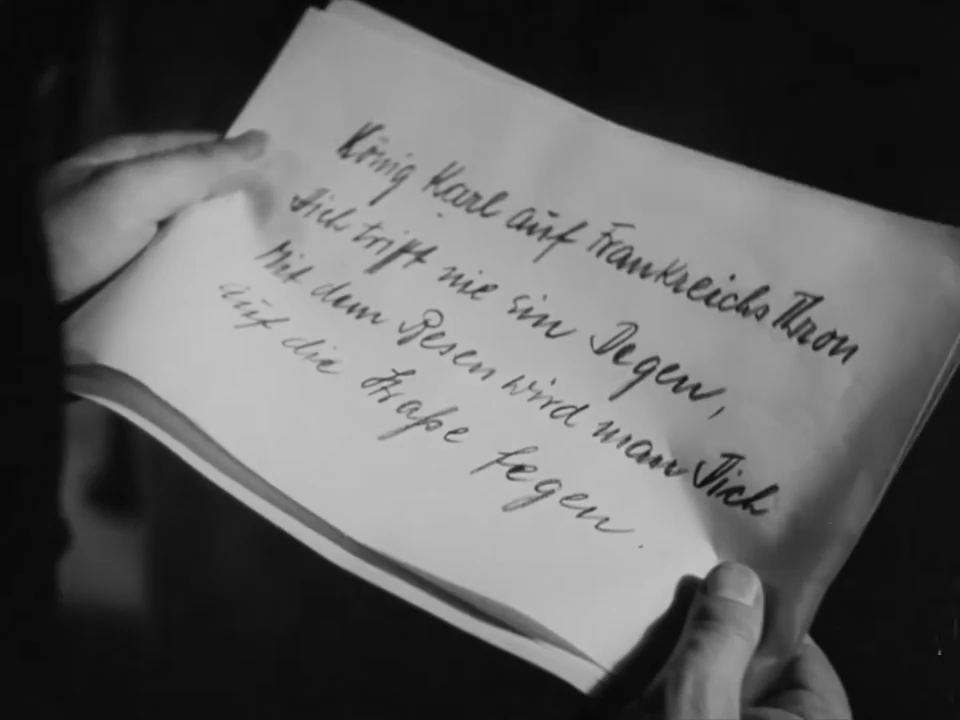 König Karl auf Frankreichs Thron
Dich trifft nie ein Degen,
Mit dem Besen wird man Dich
auf die Straße fegen.